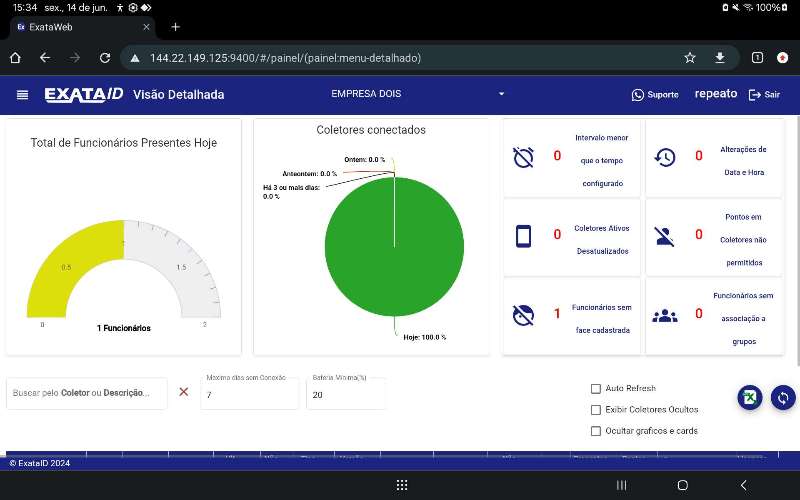 15:34 sex., 14 de jun.
100%
Ex ExataWeb
144.22.149.125:9400/#/painel/(painel:menu-detalhado)
1
EXATAID Visão Detalhada
EMPRESA DOIS
Suporte
repeato
Sair
Total de Funcionários Presentes Hoje
0
0.5
1
1.5
2
1 Funcionários
Coletores conectados
Ontem: 0.0 %
Anteontem: 0.0 %
Há 3 ou mais dias:
0.0 %
Hoje: 100.0 %
0
Intervalo menor
que o tempo
configurado
0
Alterações de
Data e Hora
0
Coletores Ativos
Desatualizados
0
Pontos em
Coletores não
permitidos
1
Funcionários sem
face cadastrada
0
Funcionários sem
associação a
grupos
Buscar pelo Coletor ou Descrição...
Máximo dias sem Conexão
7
Bateria Mínima(%)
20
Auto Refresh
Exibir Coletores Ocultos
Ocultar graficos e cards
© ExataID 2024